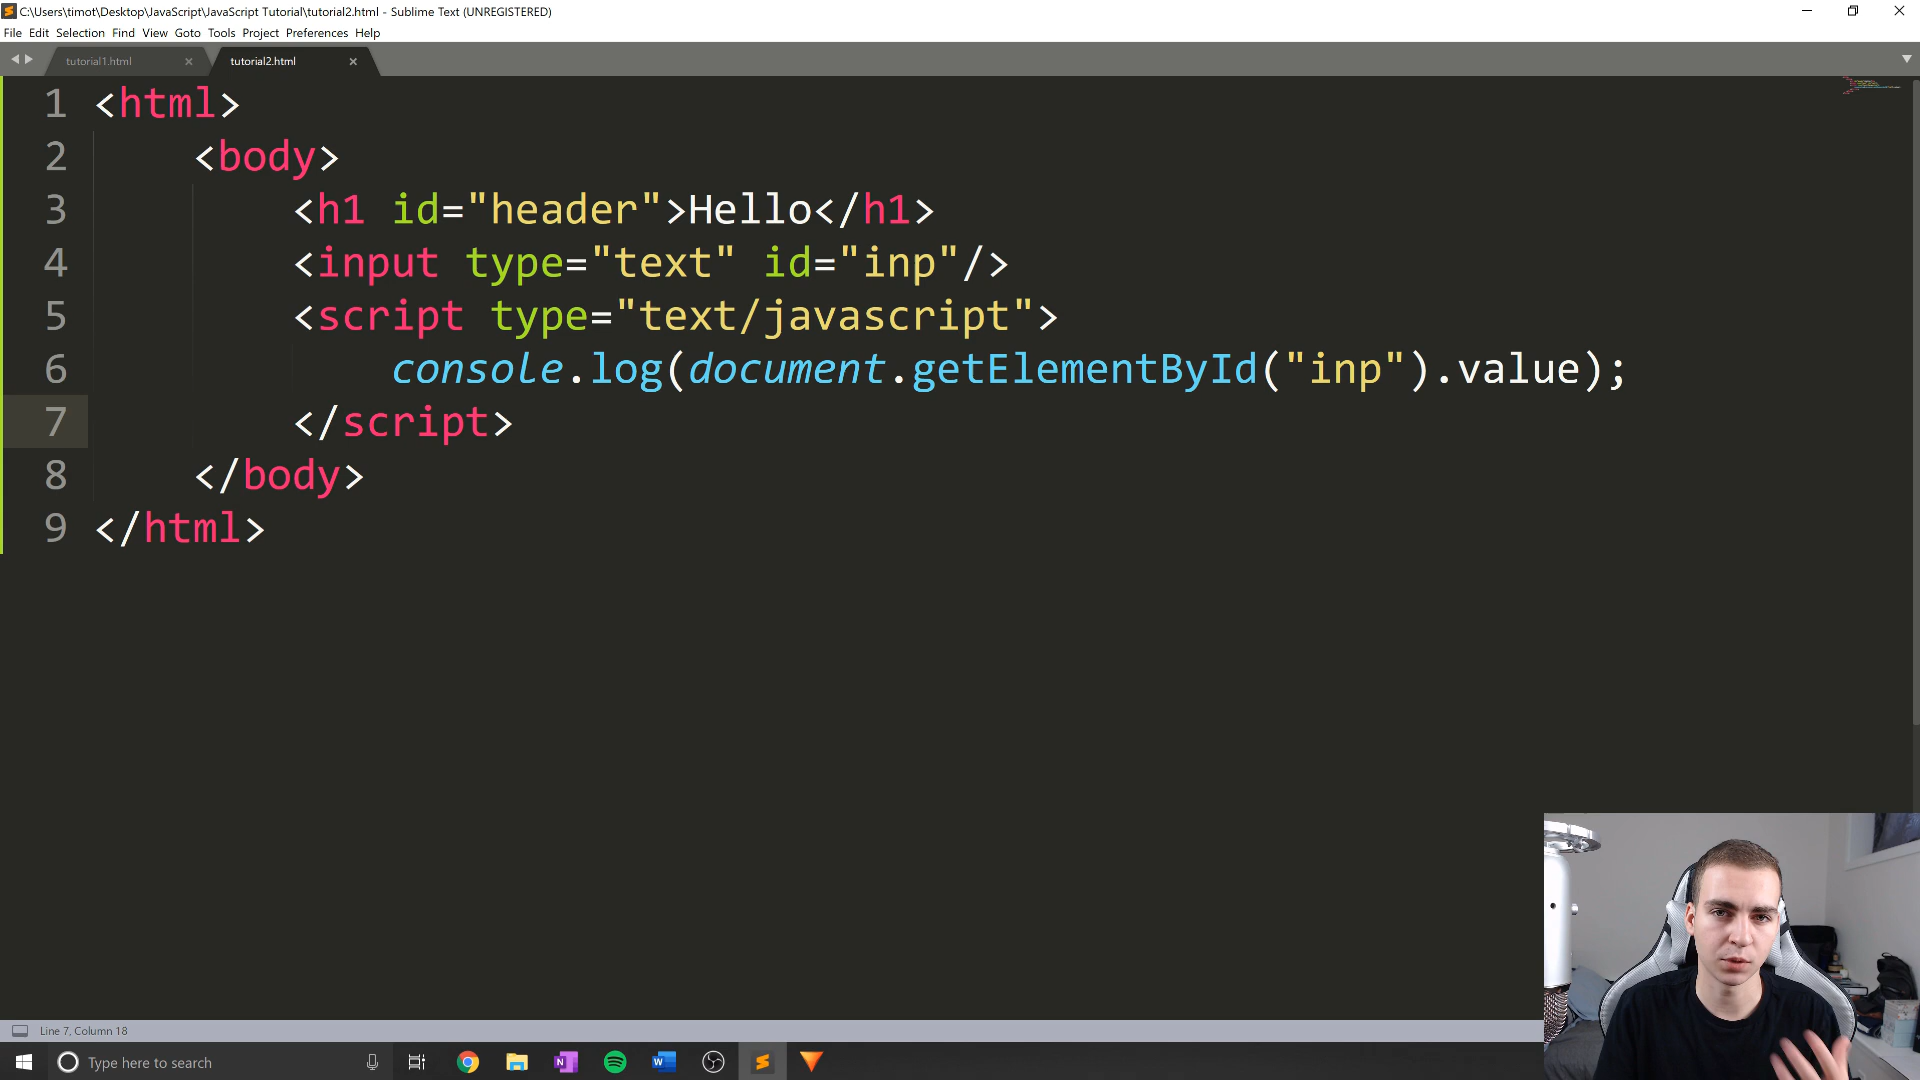 C:\Users\timot\Desktop\JavaScript\JavaScript Tutorial\tutorial2.html - Sublime Text (UNREGISTERED)
File Edit Selection Find View Goto Tools Project Preferences Help
tutorial1.html tutorial2.html
1 <html>
2 <body>
3 <h1 id="header">Hello</h1>
4 <input type="text" id="inp"/>
5 <script type="text/javascript">
6 console.log(document.getElementById("inp").value);
7 </script>
8 </body>
9 </html>
Line 7, Column 18
Type here to search